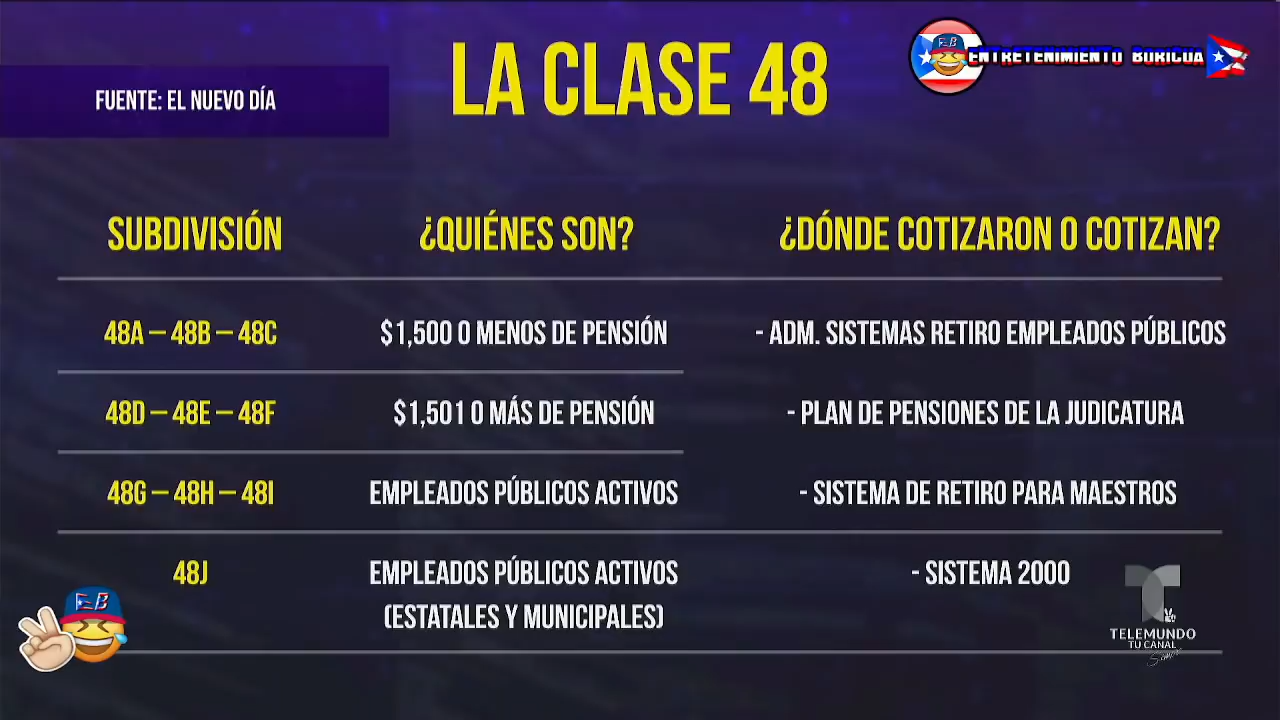 LA CLASE 48
ENTRETENIMIENTO BORICUA
FUENTE: EL NUEVO DÍA
SUBDIVISIÓN ¿QUIÉNES SON? ¿DÓNDE COTIZARON O COTIZAN?
48A – 48B – 48C $1,500 O MENOS DE PENSIÓN - ADM. SISTEMAS RETIRO EMPLEADOS PÚBLICOS
48D – 48E – 48F $1,501 O MÁS DE PENSIÓN - PLAN DE PENSIONES DE LA JUDICATURA
48G – 48H – 48I EMPLEADOS PÚBLICOS ACTIVOS - SISTEMA DE RETIRO PARA MAESTROS
48J EMPLEADOS PÚBLICOS ACTIVOS - SISTEMA 2000
(ESTATALES Y MUNICIPALES)
EB
EB
TELEMUNDO
TU CANAL
Siempre